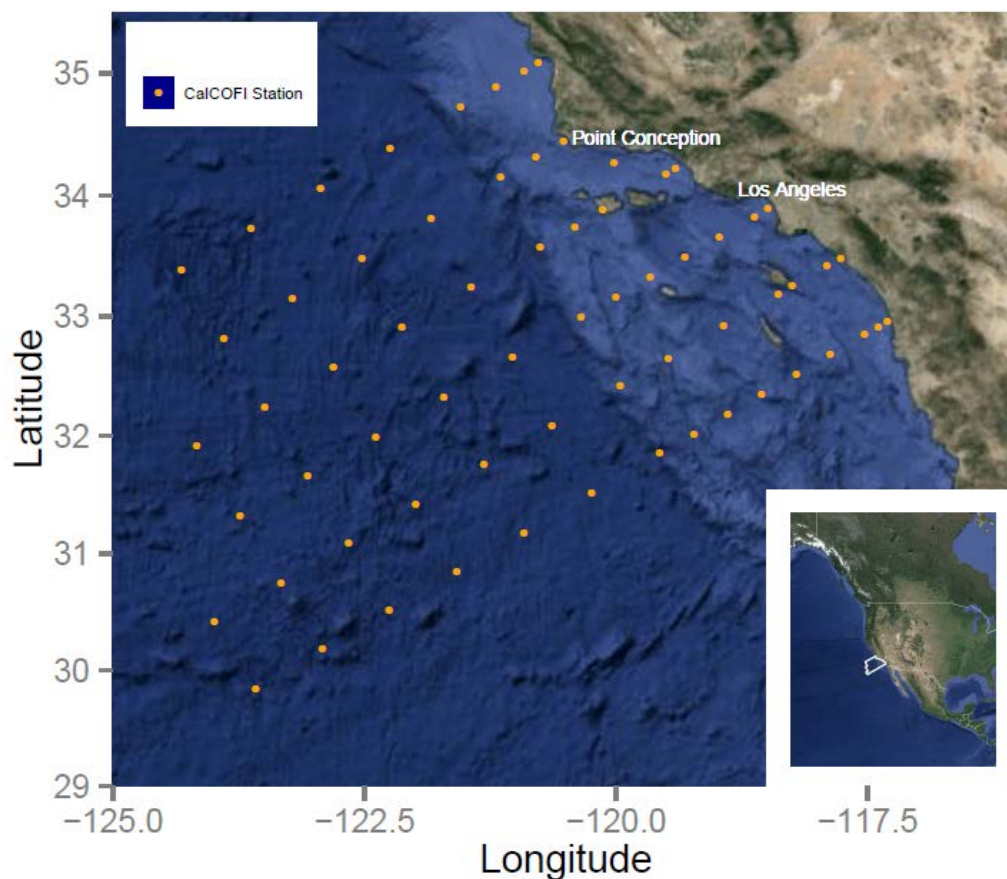 CalCOFI Station
Point Conception
Los Angeles
Latitude
35
34
33
32
31
30
29
−125.0
−122.5
−120.0
−117.5
Longitude